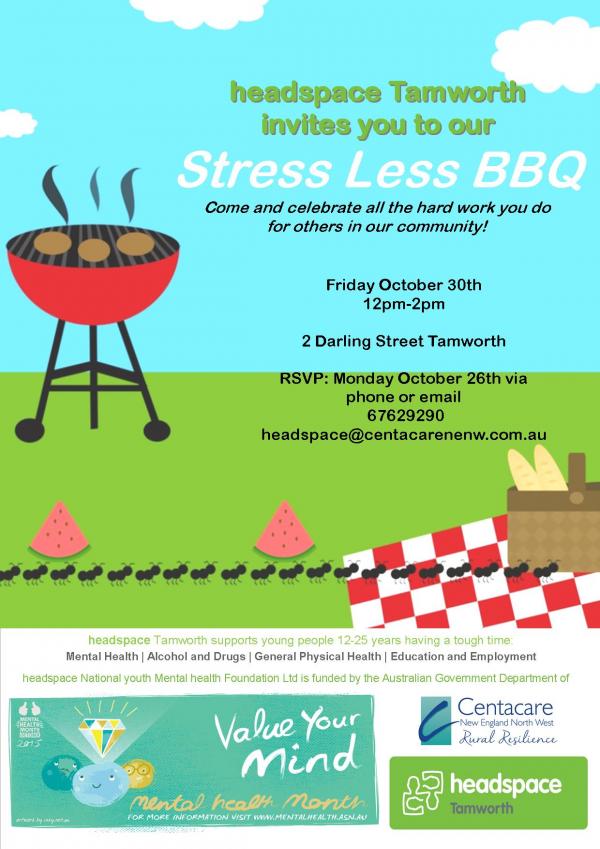 headspace Tamworth
invites you to our
Stress Less BBQ
Come and celebrate all the hard work you do
for others in our community!
Friday October 30th
12pm-2pm
2 Darling Street Tamworth
RSVP: Monday October 26th via
phone or email
67629290
headspace@centacarenenw.com.au
headspace Tamworth supports young people 12-25 years having a tough time:
Mental Health | Alcohol and Drugs | General Physical Health | Education and Employment
headspace National youth Mental health Foundation Ltd is funded by the Australian Government Department of
MENTAL
HEALTH
MONTH
2015
Value Your
Mind
mental health month
FOR MORE INFORMATION VISIT WWW.MENTALHEALTH.ASN.AU
Centacare
New England North West
Rural Resilience
headspace
Tamworth